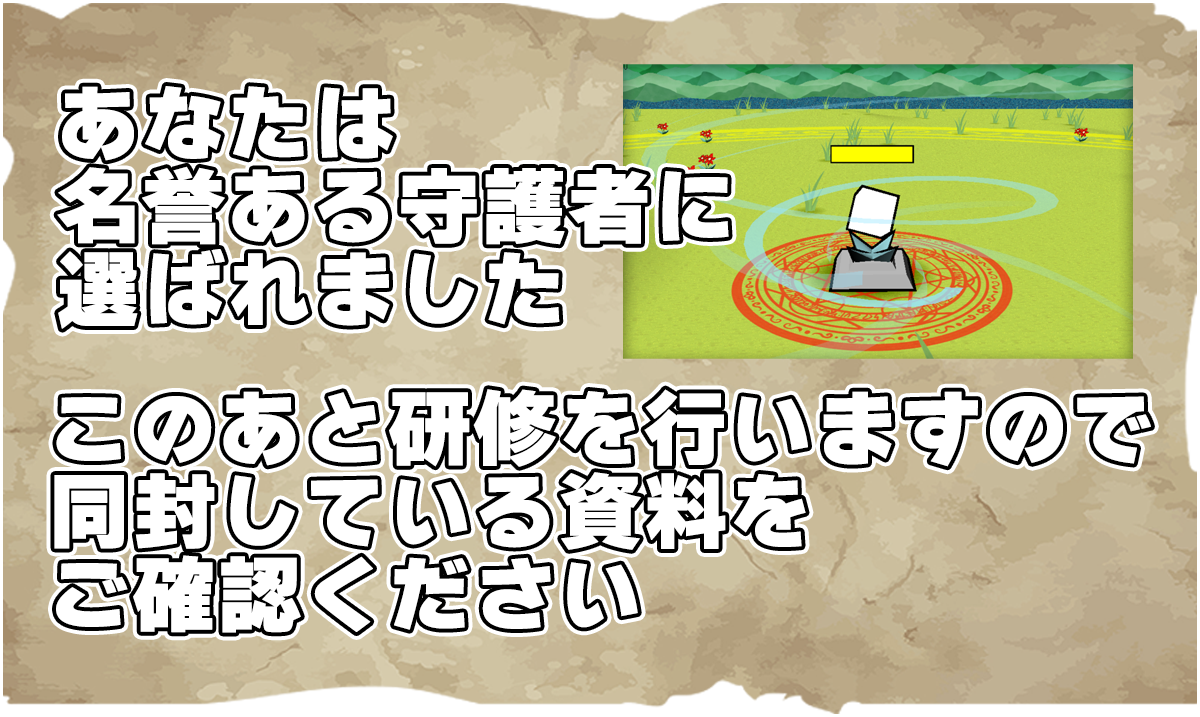 あなたは
名誉ある守護者に
選ばれました
このあと研修を行いますので
同封している資料を
ご確認ください